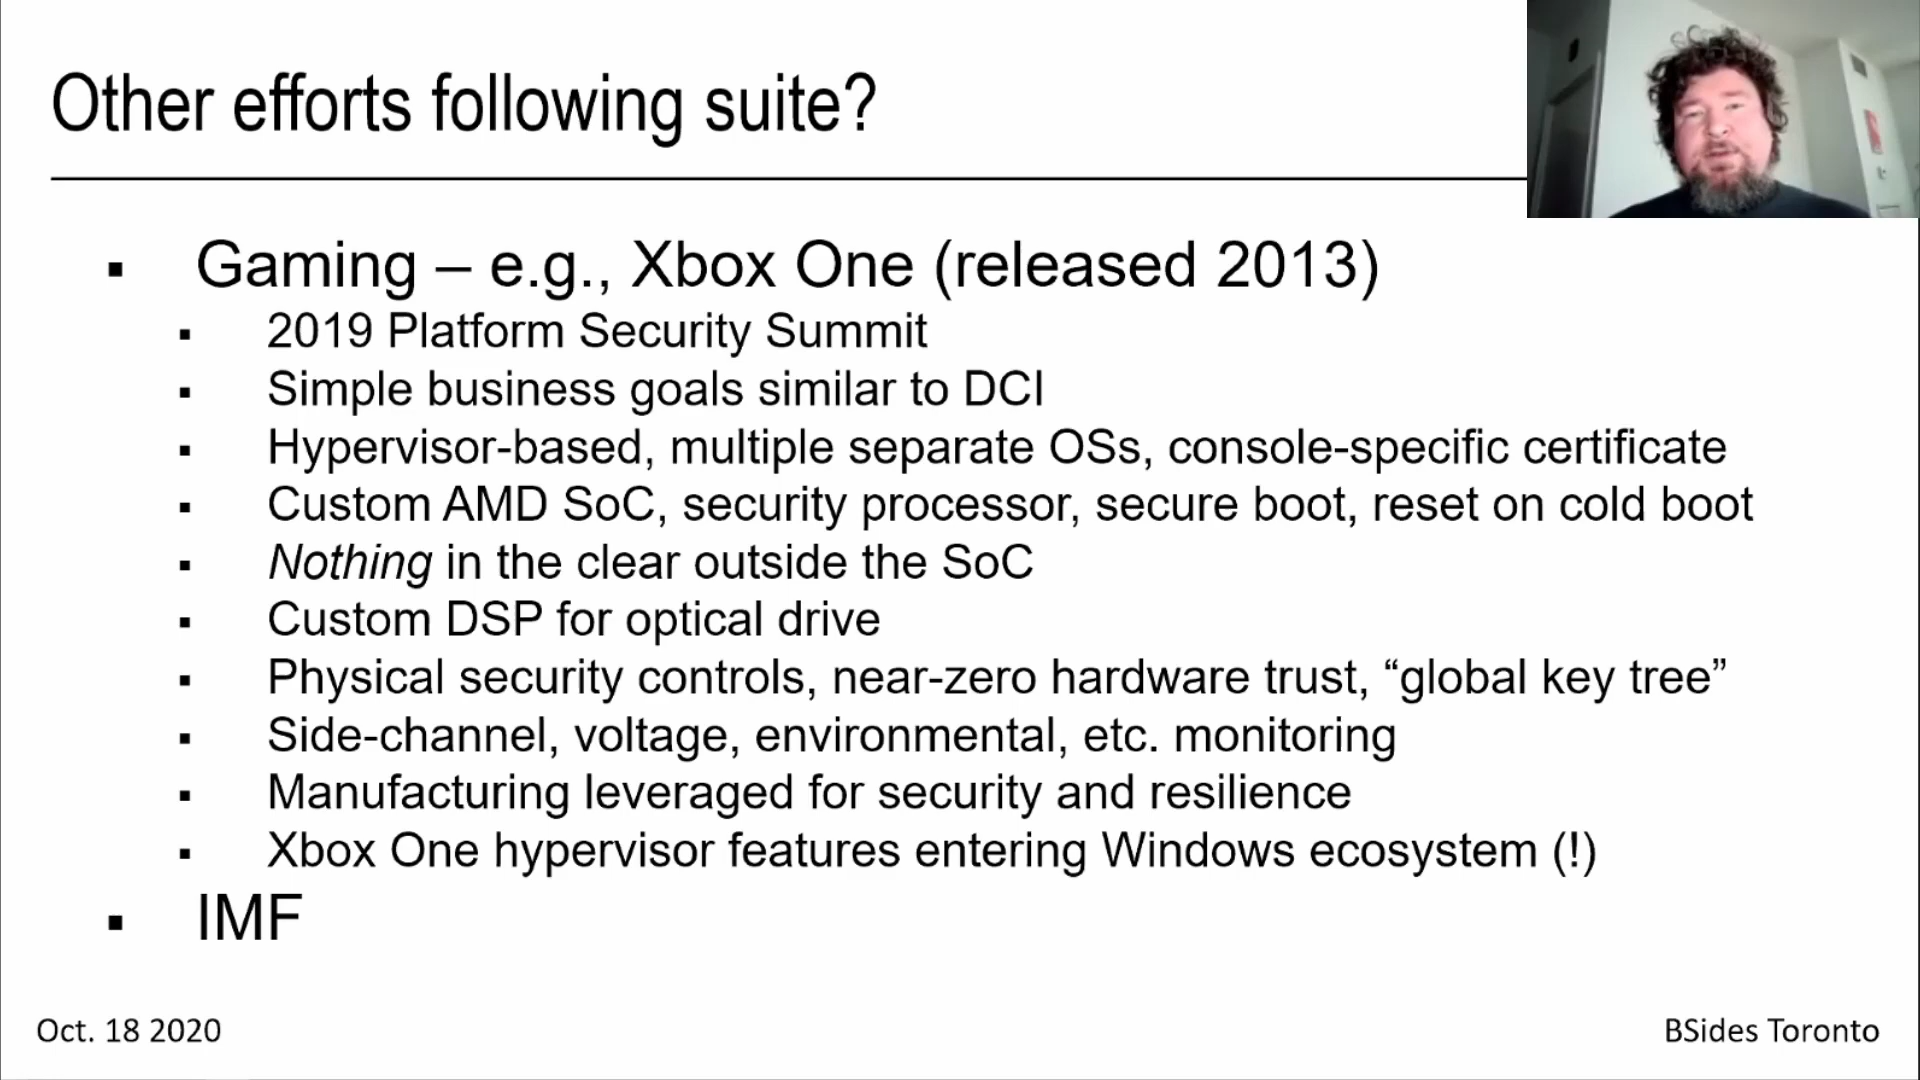 Other efforts following suite?
Gaming – e.g., Xbox One (released 2013)
2019 Platform Security Summit
Simple business goals similar to DCI
Hypervisor-based, multiple separate OSs, console-specific certificate
Custom AMD SoC, security processor, secure boot, reset on cold boot
Nothing in the clear outside the SoC
Custom DSP for optical drive
Physical security controls, near-zero hardware trust, “global key tree”
Side-channel, voltage, environmental, etc. monitoring
Manufacturing leveraged for security and resilience
Xbox One hypervisor features entering Windows ecosystem (!)
IMF
Oct. 18 2020
BSides Toronto